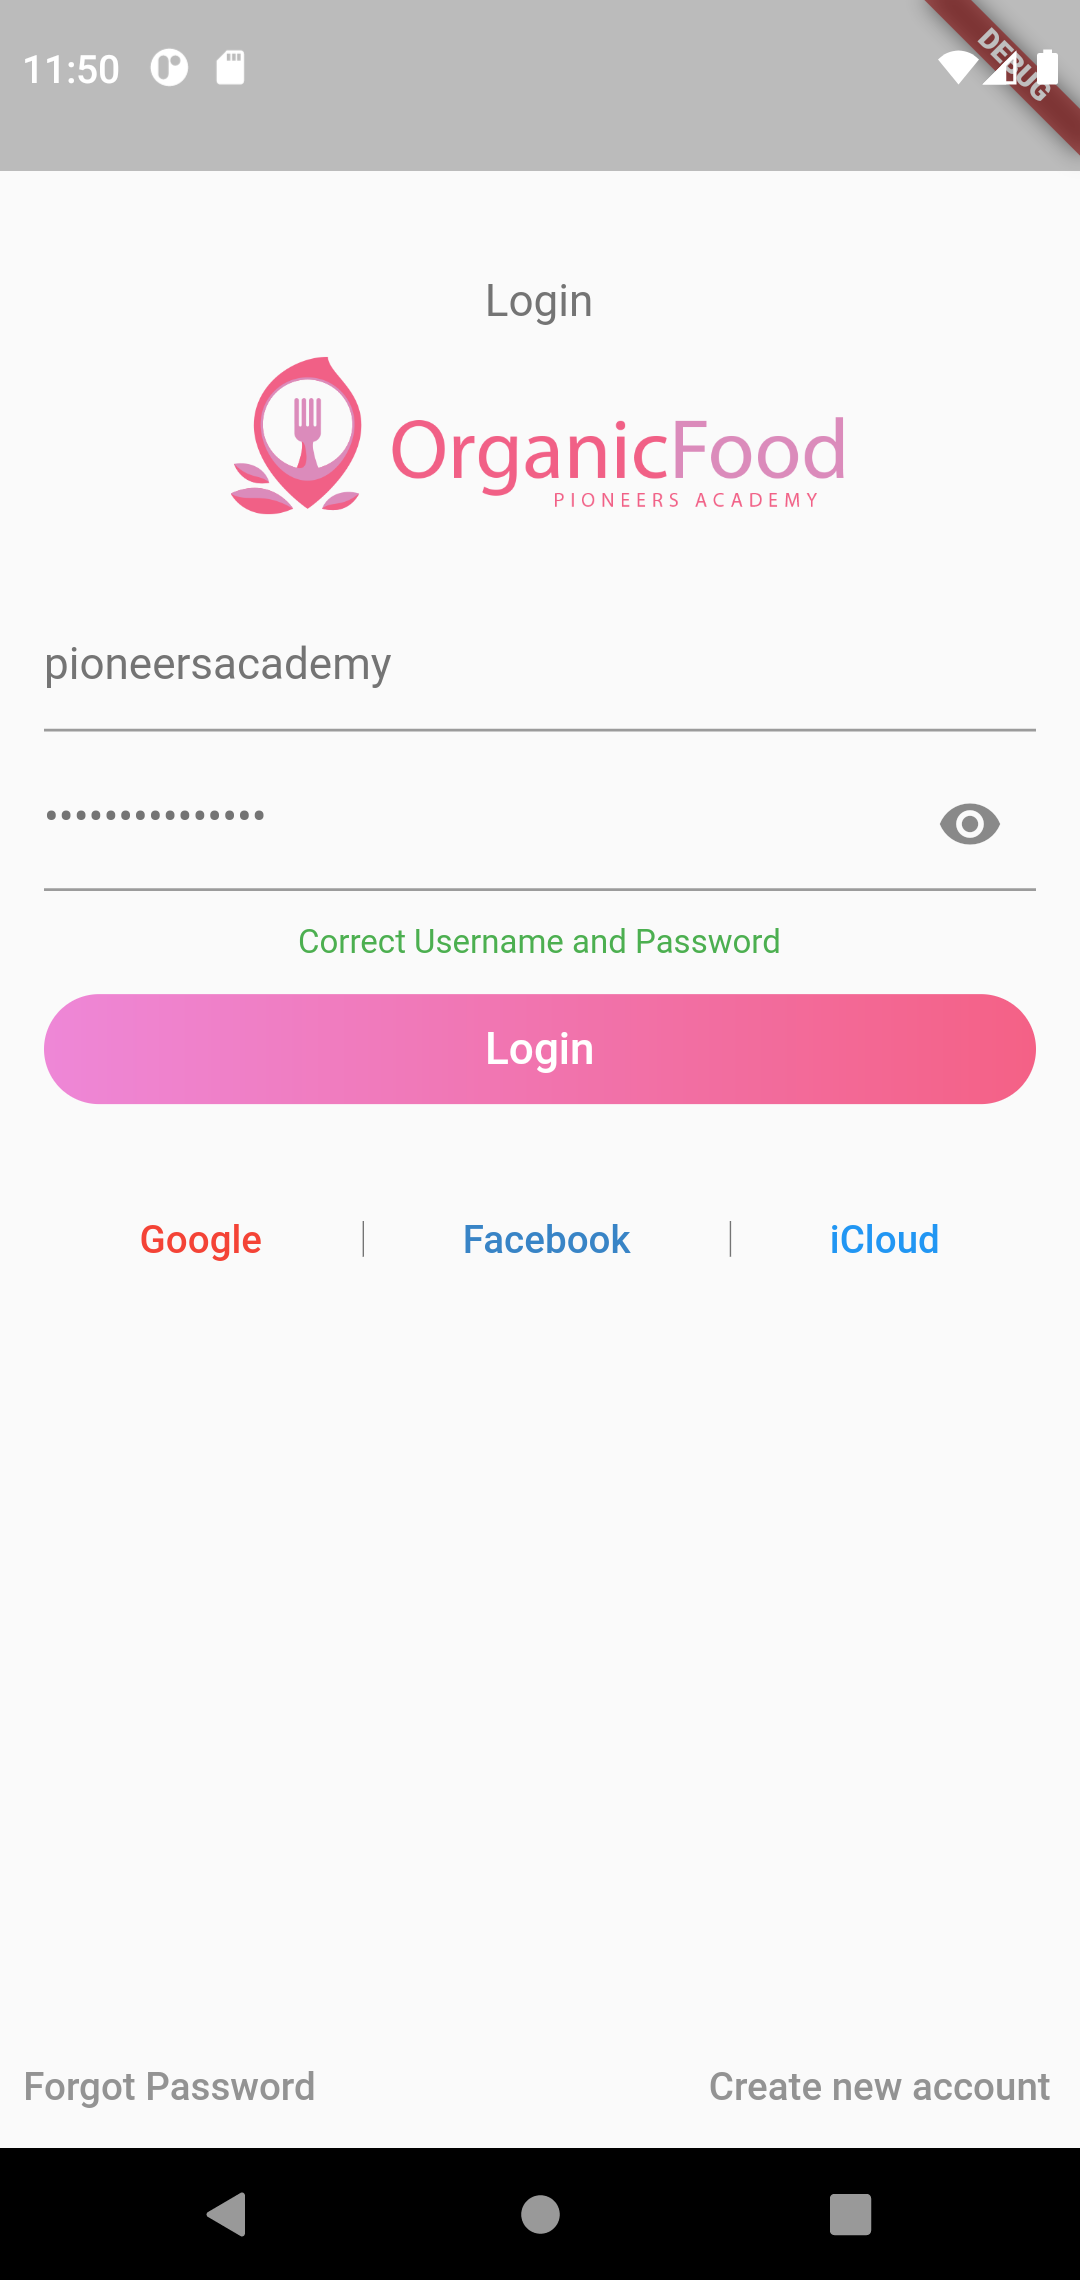 11:50
DEBUG
Login
OrganicFood
PIONEERS ACADEMY
pioneersacademy
•••••••••••••••
Correct Username and Password
Login
Google | Facebook | iCloud
Forgot Password Create new account